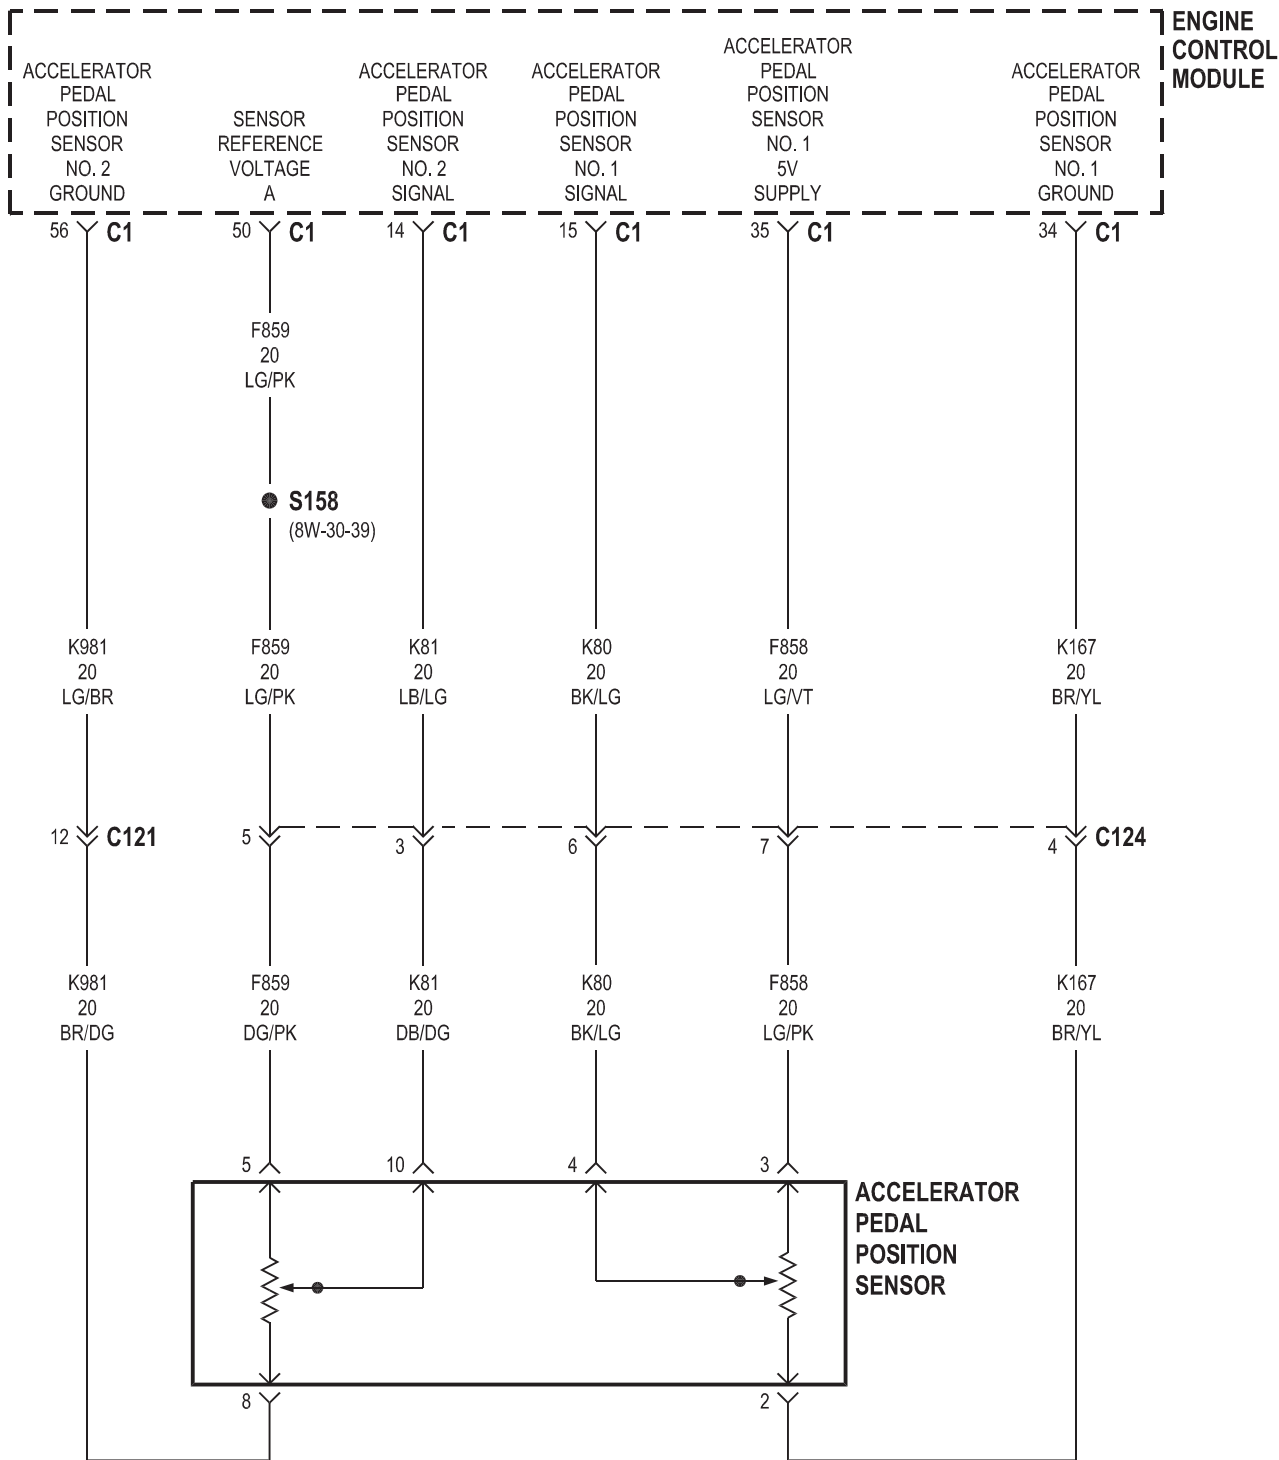 ENGINE
CONTROL
MODULE
ACCELERATOR
PEDAL
POSITION
SENSOR
NO. 2
GROUND
SENSOR
REFERENCE
VOLTAGE
A
ACCELERATOR
PEDAL
POSITION
SENSOR
NO. 2
SIGNAL
ACCELERATOR
PEDAL
POSITION
SENSOR
NO. 1
SIGNAL
ACCELERATOR
PEDAL
POSITION
SENSOR
NO. 1
5V
SUPPLY
ACCELERATOR
PEDAL
POSITION
SENSOR
NO. 1
GROUND
56 C1
50 C1
14 C1
15 C1
35 C1
34 C1
F859
20
LG/PK
S158
(8W-30-39)
K981
20
LG/BR
F859
20
LG/PK
K81
20
LB/LG
K80
20
BK/LG
F858
20
LG/VT
K167
20
BR/YL
12 C121
5
3
6
7
4 C124
K981
20
BR/DG
F859
20
DG/PK
K81
20
DB/DG
K80
20
BK/LG
F858
20
LG/PK
K167
20
BR/YL
5
10
4
3
ACCELERATOR
PEDAL
POSITION
SENSOR
8
2